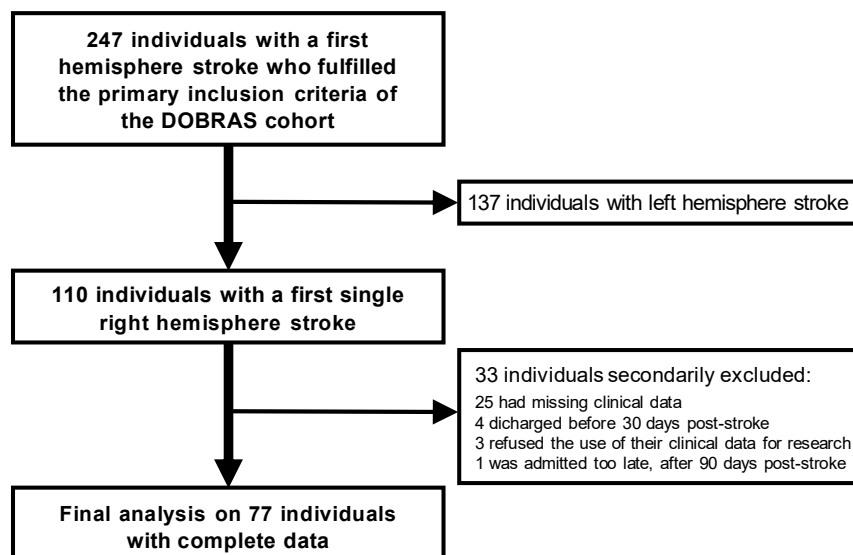 247 individuals with a first
hemisphere stroke who fulfilled
the primary inclusion criteria of
the DOBRAS cohort
137 individuals with left hemisphere stroke
110 individuals with a first single
right hemisphere stroke
33 individuals secondarily excluded:
25 had missing clinical data
4 dicharged before 30 days post-stroke
3 refused the use of their clinical data for research
1 was admitted too late, after 90 days post-stroke
Final analysis on 77 individuals
with complete data